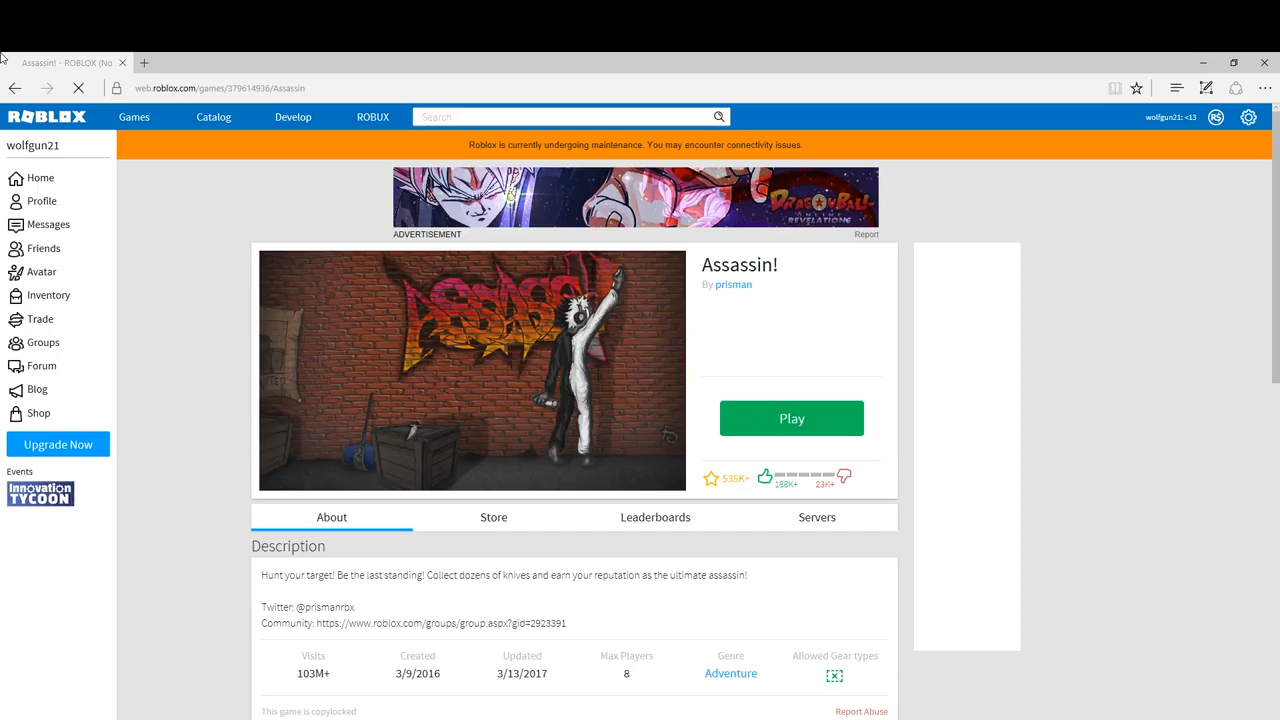 Assassin! - ROBLOX (No
web.roblox.com/games/379614936/Assassin
ROBLOX
Games
Catalog
Develop
ROBUX
Search
wolfgun21: <13
R$
wolfgun21
Roblox is currently undergoing maintenance. You may encounter connectivity issues.
Home
Profile
Messages
Friends
Avatar
Inventory
Trade
Groups
Forum
Blog
Shop
Upgrade Now
Events
Innovation
TYCOON
DRAGONBALL
ONLINE
REVELATIONS
ADVERTISEMENT
Report
ASSASS
Assassin!
By prisman
Play
535K+
188K+
23K+
About
Store
Leaderboards
Servers
Description
Hunt your target! Be the last standing! Collect dozens of knives and earn your reputation as the ultimate assassin!
Twitter: @prismanrbx
Community: https://www.roblox.com/groups/group.aspx?gid=2923391
Visits
Created
Updated
Max Players
Genre
Allowed Gear types
103M+
3/9/2016
3/13/2017
8
Adventure
This game is copylocked
Report Abuse